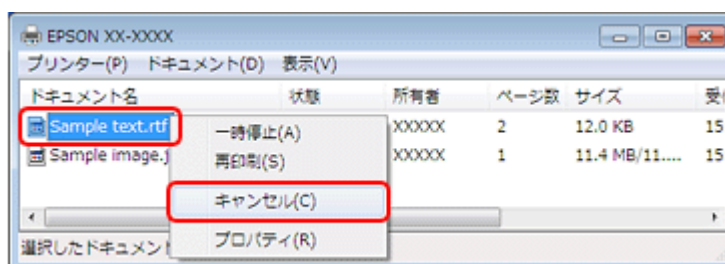 EPSON XX-XXXX
プリンター(P) ドキュメント(D) 表示(V)
ドキュメント名 状態 所有者 ページ数 サイズ 受
Sample text.rtf XXXXX 2 12.0 KB 15
Sample image.j XXXXX 1 11.4 MB/11.... 15
一時停止(A)
再印刷(S)
キャンセル(C)
プロパティ(R)
選択したドキュメント